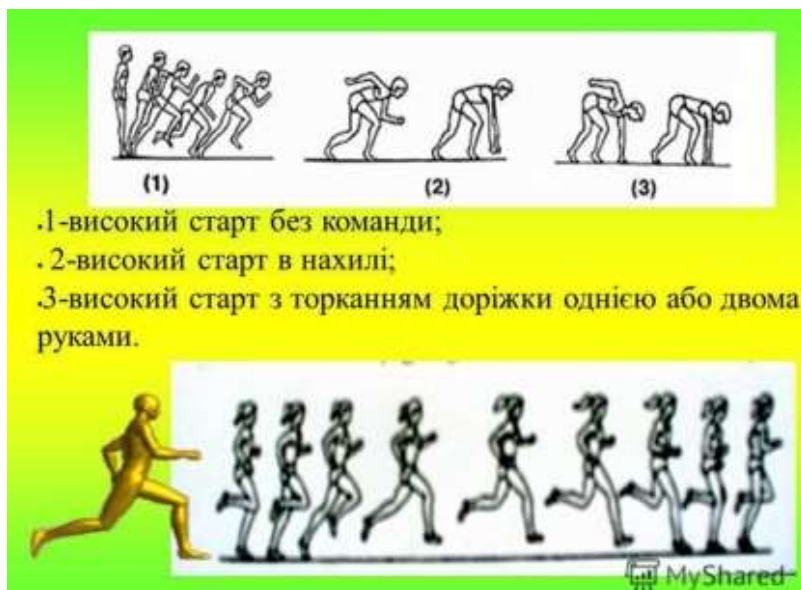 (1) (2) (3)
•1-високий старт без команди;
• 2-високий старт в нахилі;
•3-високий старт з торканням доріжки однією або двома
руками.
MyShared